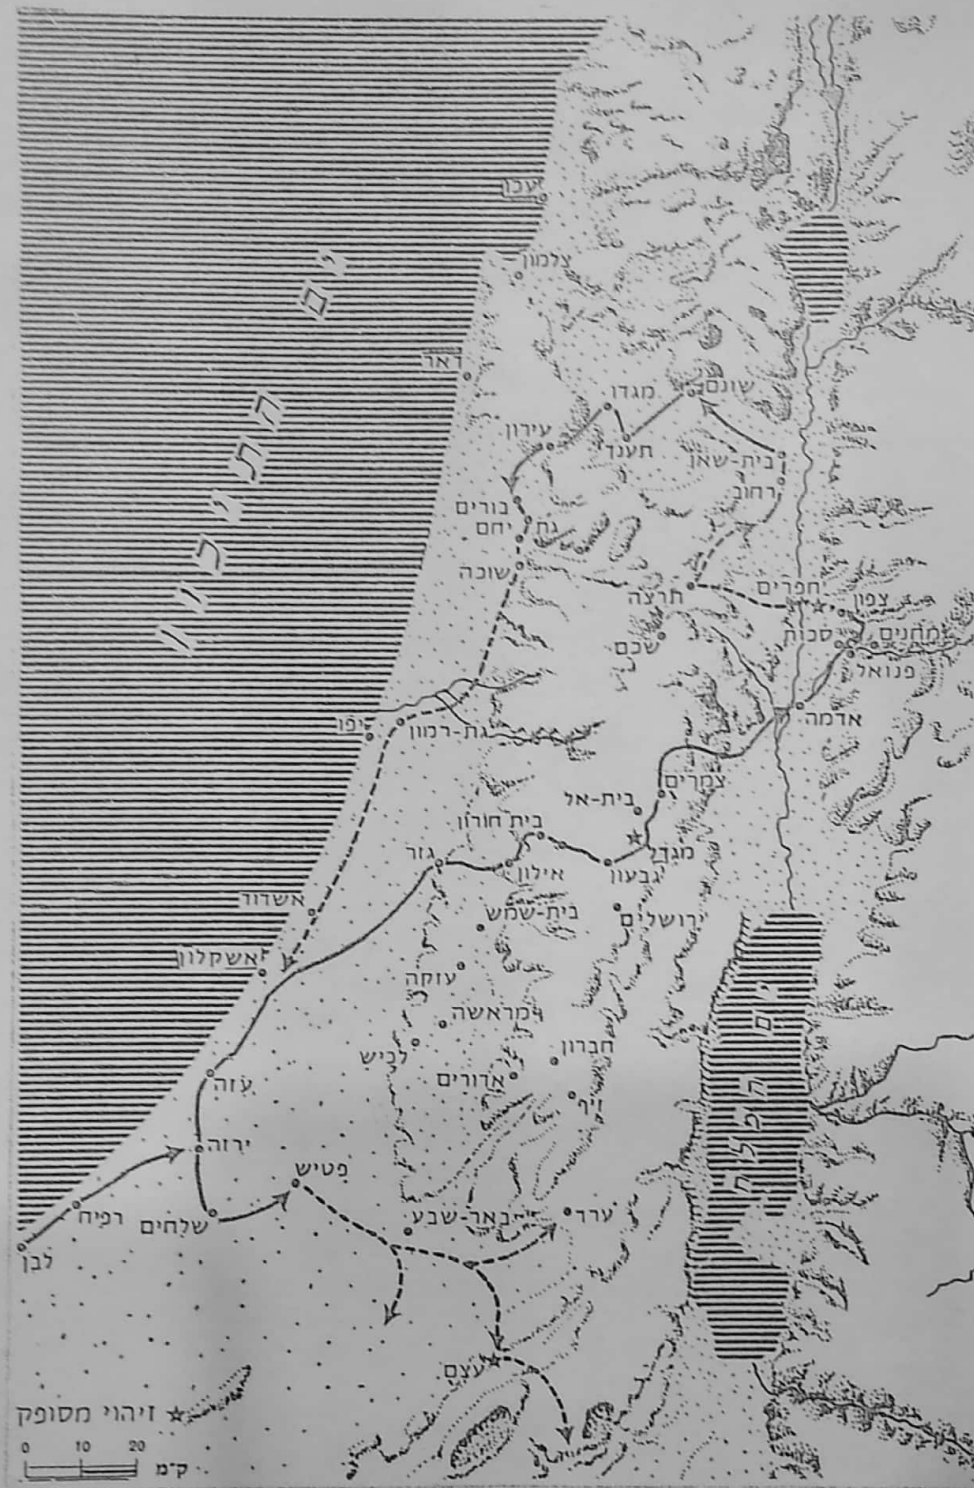 עכו
צלמון
ים
התיכון
דאר
שונם
מגדו
עירון
תענך
בית-שאן
רחוב
בורים
גת
יחם
שוכה
תרצה
חפרים
צפון
סכות
מחנים
שכם
פנואל
אדמה
יפו
גת-רמון
צמרים
בית-אל
בית חורון
מגדל
גזר
אילון
גבעון
אשדוד
בית-שמש
ירושלים
אשקלון
עזקה
מראשה
ים המלח
לכיש
חברון
אדורים
עזה
זיף
ירזה
פטיש
רפיח
שלחים
באר-שבע
ערד
לבן
עצם
זיהוי מסופק
0 10 20
ק״מ